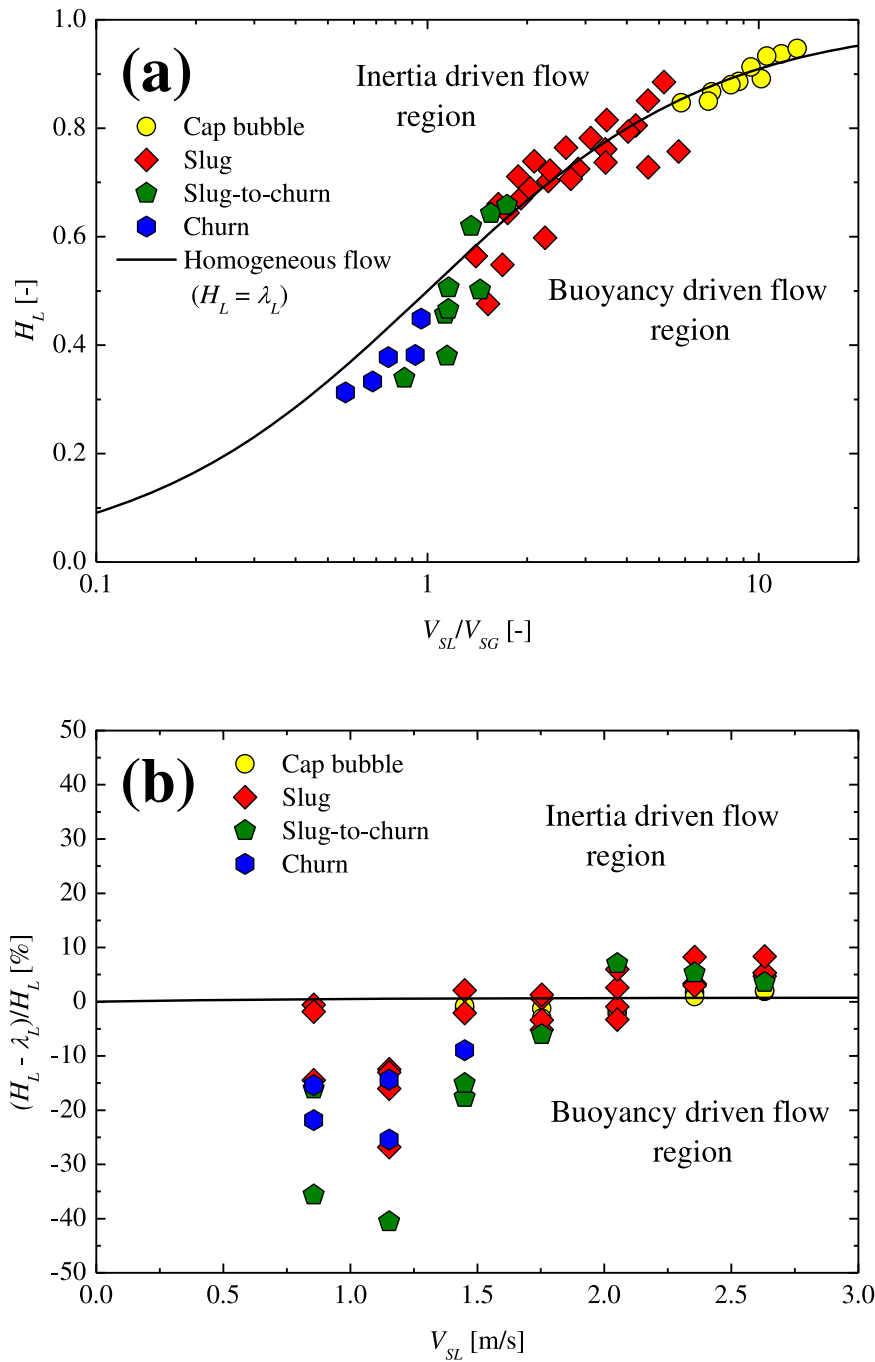 (a)
Inertia driven flow
region
Cap bubble
Slug
Slug-to-churn
Churn
Homogeneous flow
(H_L = λ_L)
Buoyancy driven flow
region
1.0
0.8
0.6
0.4
0.2
0.0
H_L [-]
0.1 1 10
V_SL/V_SG [-]
(b)
Cap bubble
Slug
Slug-to-churn
Churn
Inertia driven flow
region
Buoyancy driven flow
region
50
40
30
20
10
0
-10
-20
-30
-40
-50
(H_L - λ_L)/H_L [%]
0.0 0.5 1.0 1.5 2.0 2.5 3.0
V_SL [m/s]